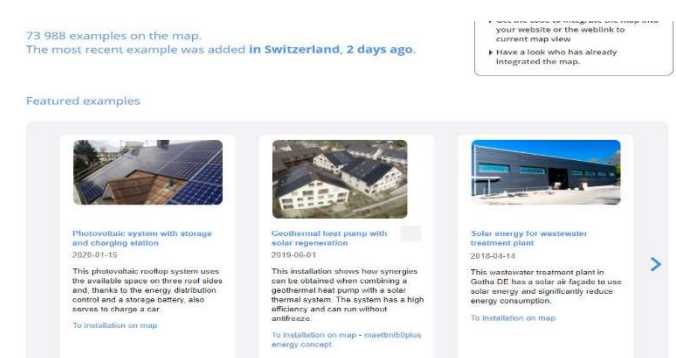 73 988 examples on the map.
The most recent example was added in Switzerland, 2 days ago.
Get the code to integrate the map into
your website or the weblink to
current map view
Have a look who has already
integrated the map.
Featured examples
Photovoltaic system with storage
and charging station
2020-01-15
This photovoltaic rooftop system uses
the available space on three roof sides
and, thanks to the energy distribution
control and a storage battery, also
serves to charge a car.
To installation on map
Geothermal heat pump with
solar regeneration
2019-06-01
This installation shows how synergies
can be obtained when combining a
geothermal heat pump with a solar
thermal system. The system has a high
efficiency and can run without
antifreeze.
To installation on map - maettmi50plus
energy concept
Solar energy for wastewater
treatment plant
2018-04-14
This wastewater treatment plant in
Gotha DE has a solar air façade to use
solar energy and significantly reduce
energy consumption.
To installation on map